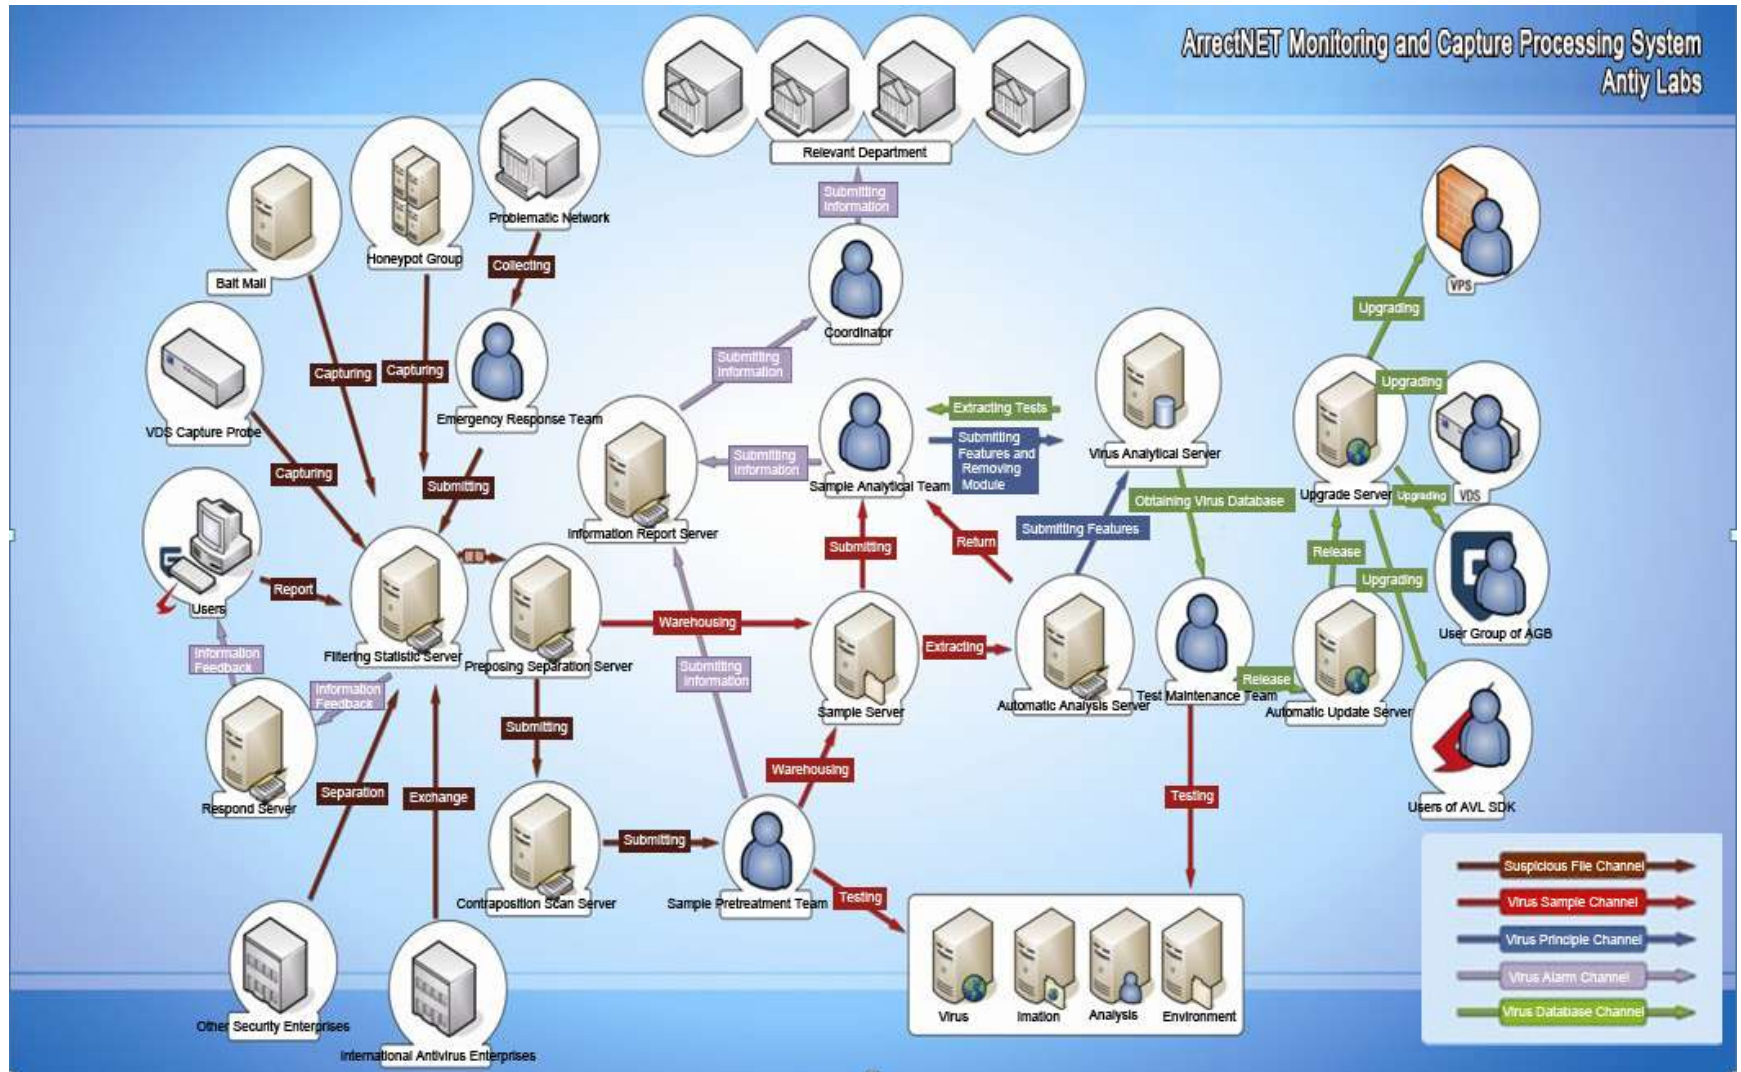 ArrectNET Monitoring and Capture Processing System
Antiy Labs
Relevant Department
Submitting
Information
Problematic Network
Honeypot Group
Bait Mail
Collecting
Coordinator
VPS
Upgrading
Submitting
Information
Capturing
Capturing
Emergency Response Team
VDS Capture Probe
Upgrading
Extracting Tests
Submitting
Features and
Removing
Module
Virus Analytical Server
Submitting
Information
Sample Analytical Team
Capturing
Submitting
Upgrade Server
Upgrading
VDS
Obtaining Virus Database
Information Report Server
Submitting Features
Submitting
Return
Release
Upgrading
Report
Users
Warehousing
User Group of AGB
Filtering Statistic Server
Preposing Separation Server
Information
Feedback
Submitting
Information
Extracting
Information
Feedback
Release
Sample Server
Automatic Analysis Server
Test Maintenance Team
Automatic Update Server
Submitting
Warehousing
Separation
Exchange
Testing
Respond Server
Users of AVL SDK
Submitting
Contraposition Scan Server
Sample Pretreatment Team
Testing
Suspicious File Channel
Virus Sample Channel
Virus Principle Channel
Virus Alarm Channel
Virus Database Channel
Virus
Imation
Analysis
Environment
Other Security Enterprises
International Antivirus Enterprises